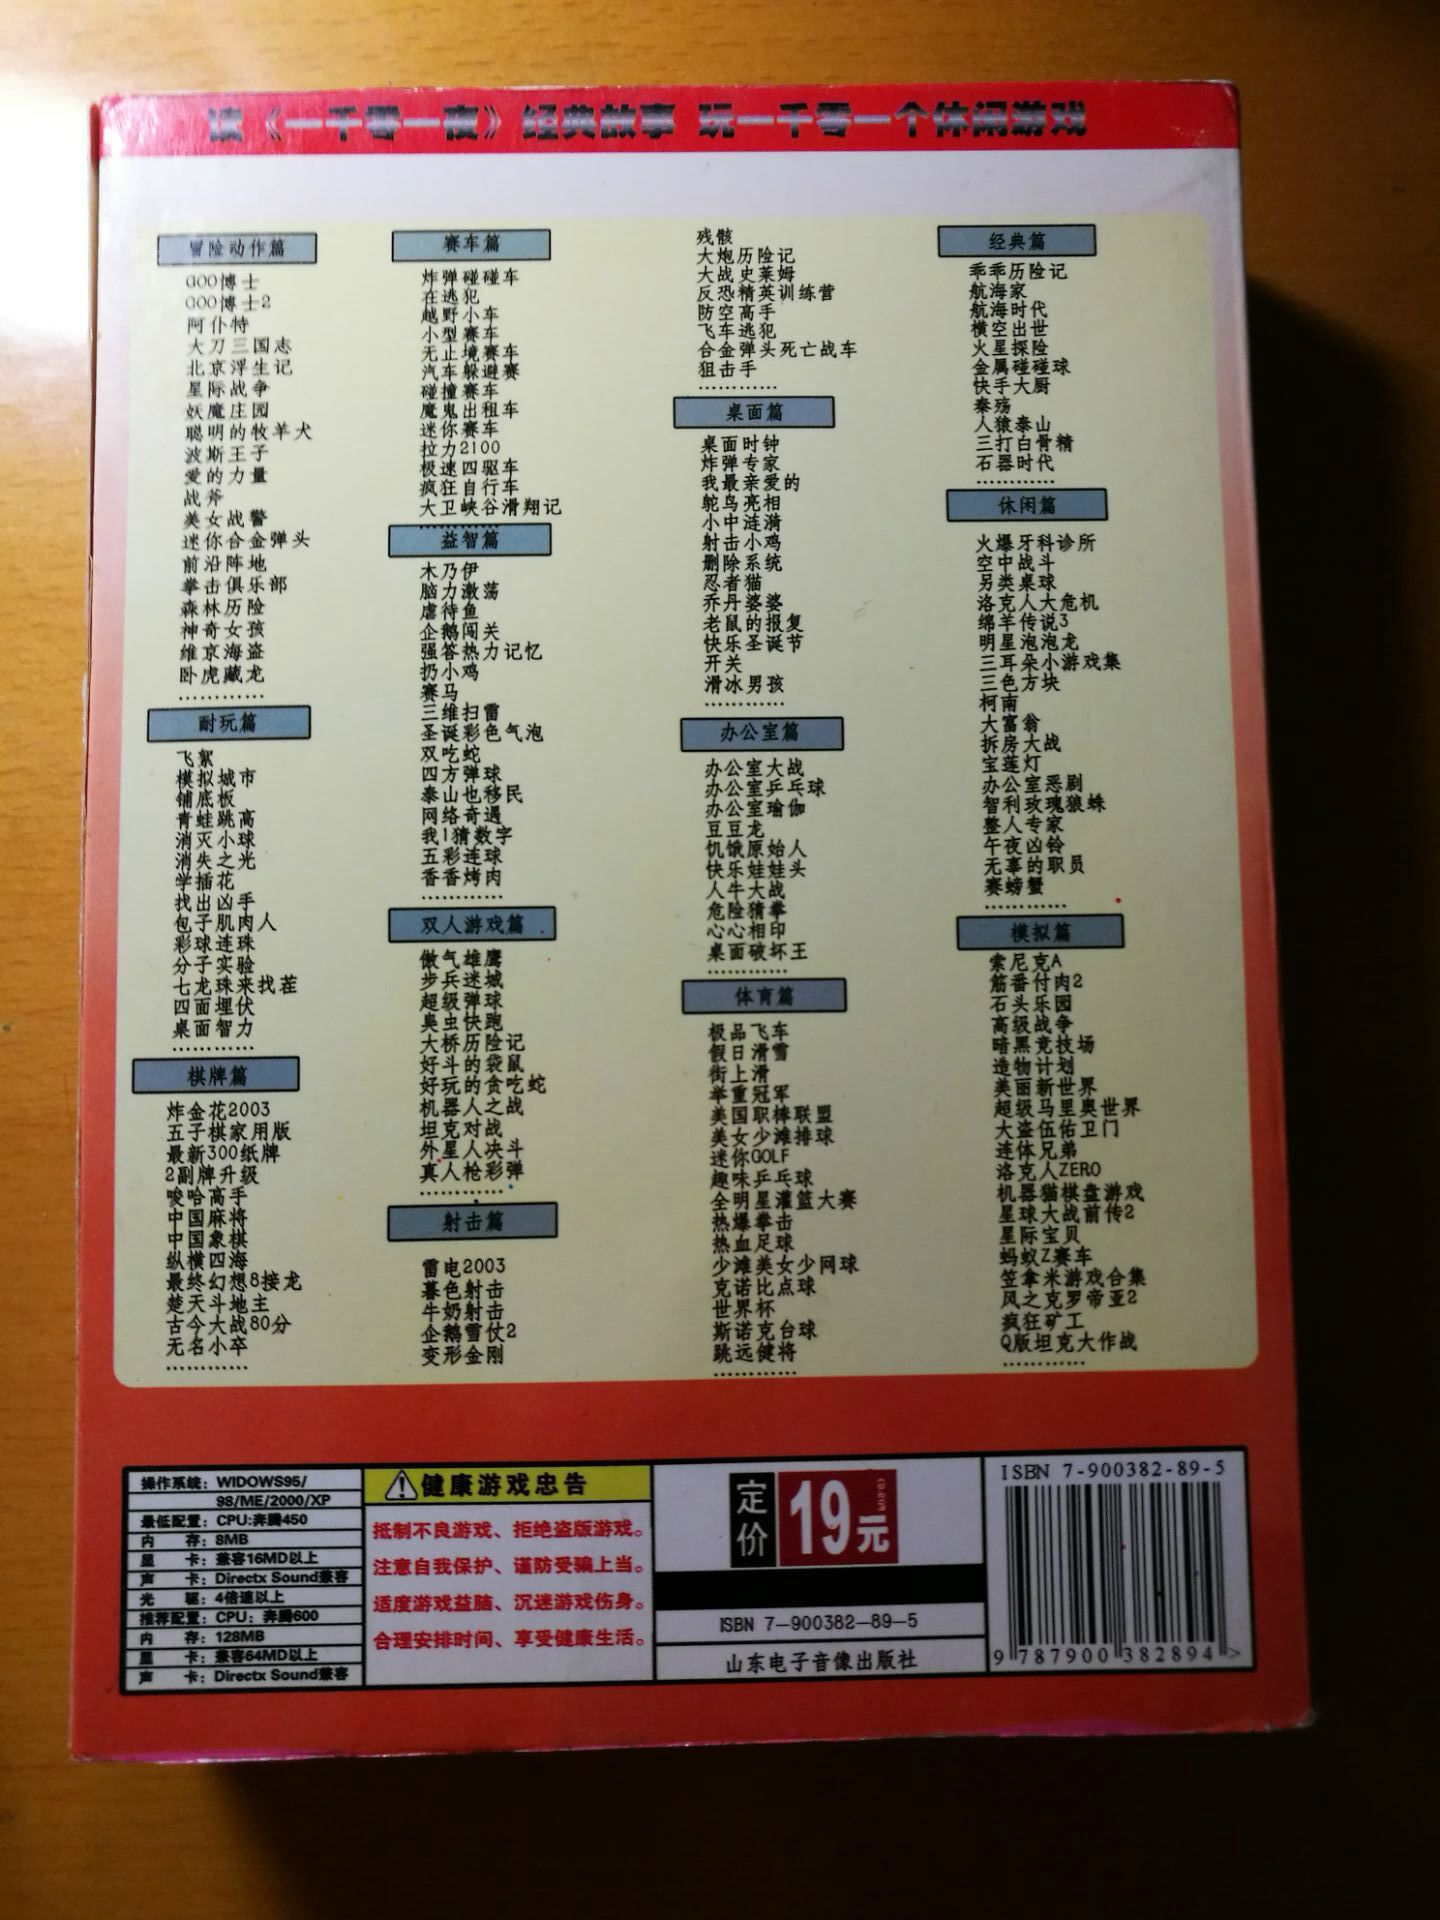 读《一千零一夜》经典故事 玩一千零一个休闲游戏
冒险动作篇
GOO博士
GOO博士2
阿仆特
大刀三国志
北京浮生记
星际战争
妖魔庄园
聪明的牧羊犬
波斯王子
爱的力量
战斧
美女战警
迷你合金弹头
前沿阵地
拳击俱乐部
森林历险
神奇女孩
维京海盗
卧虎藏龙
…………
耐玩篇
飞絮
模拟城市
铺底板
青蛙跳高
消灭小球
消失之光
学插花
找出凶手
包子肌肉人
彩球连珠
分子实验
七龙珠来找茬
四面埋伏
桌面智力
…………
棋牌篇
炸金花2003
五子棋家用版
最新300纸牌
2副牌升级
唆哈高手
中国麻将
中国象棋
纵横四海
最终幻想8接龙
楚天斗地主
古今大战80分
无名小卒
…………
赛车篇
炸弹碰碰车
在逃犯
越野小车
小型赛车
无止境赛车
汽车躲避赛
碰撞赛车
魔鬼出租车
迷你赛车
拉力2100
极速四驱车
疯狂自行车
大卫峡谷滑翔记
…………
益智篇
木乃伊
脑力激荡
虐待鱼
企鹅闯关
强答热力记忆
扔小鸡
赛马
三维扫雷
圣诞彩色气泡
双吃蛇
四方弹球
泰山也移民
网络奇遇
我1猜数字
五彩连球
香香烤肉
…………
双人游戏篇
傲气雄鹰
步兵迷城
超级弹球
臭虫快跑
大桥历险记
好斗的袋鼠
好玩的贪吃蛇
机器人之战
坦克对战
外星人决斗
真人枪彩弹
…………
射击篇
雷电2003
暮色射击
牛奶射击
企鹅雪仗2
变形金刚
残骸
大炮历险记
大战史莱姆
反恐精英训练营
防空高手
飞车逃犯
合金弹头死亡战车
狙击手
…………
桌面篇
桌面时钟
炸弹专家
我最亲爱的
鸵鸟亮相
小中涟漪
射击小鸡
删除系统
忍者猫
乔丹婆婆
老鼠的报复
快乐圣诞节
开关
滑冰男孩
…………
办公室篇
办公室大战
办公室乒乓球
办公室瑜伽
豆豆龙
饥饿原始人
快乐娃娃头
人牛大战
危险猜拳
心心相印
桌面破坏王
…………
体育篇
极品飞车
假日滑雪
街上滑
举重冠军
美国职棒联盟
美女少滩排球
迷你GOLF
趣味乒乓球
全明星灌篮大赛
热爆拳击
热血足球
少滩美女少网球
克诺比点球
世界杯
斯诺克台球
跳远健将
…………
经典篇
乖乖历险记
航海家
航海时代
横空出世
火星探险
金属碰碰球
快手大厨
秦殇
人猿泰山
三打白骨精
石器时代
…………
休闲篇
火爆牙科诊所
空中战斗
另类桌球
洛克人大危机
绵羊传说3
明星泡泡龙
三耳朵小游戏集
三色方块
柯南
大富翁
拆房大战
宝莲灯
办公室恶剧
智利玫瑰狼蛛
整人专家
午夜凶铃
无事的职员
赛螃蟹
…………
模拟篇
索尼克A
筋番付肉2
石头乐园
高级战争
暗黑竞技场
造物计划
美丽新世界
超级马里奥世界
大盗伍佑卫门
连体兄弟
洛克人ZERO
机器猫棋盘游戏
星球大战前传2
星际宝贝
蚂蚁Z赛车
笠拿米游戏合集
风之克罗帝亚2
疯狂矿工
Q版坦克大作战
…………
操作系统：WIDOWS95/
98/ME/2000/XP
最低配置：CPU:奔腾450
内 存：8MB
显 卡：兼容16MD以上
声 卡：Directx Sound兼容
光 驱：4倍速以上
推荐配置：CPU：奔腾600
内 存：128MB
显 卡：兼容64MD以上
声 卡：Directx Sound兼容
健康游戏忠告
抵制不良游戏、拒绝盗版游戏。
注意自我保护、谨防受骗上当。
适度游戏益脑、沉迷游戏伤身。
合理安排时间、享受健康生活。
定价
19元
ISBN 7-900382-89-5
山东电子音像出版社
ISBN 7-900382-89-5
9 787900 382894 >